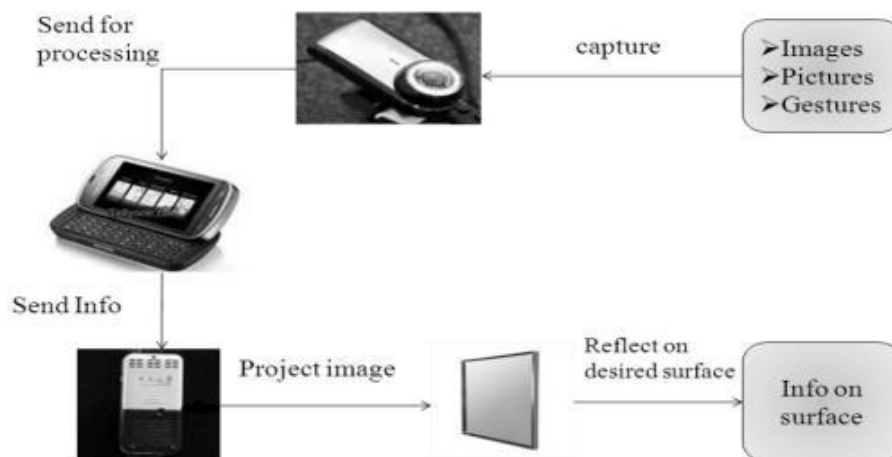 Send for
processing
capture
➢Images
➢Pictures
➢Gestures
Send Info
Project image
Reflect on
desired surface
Info on
surface